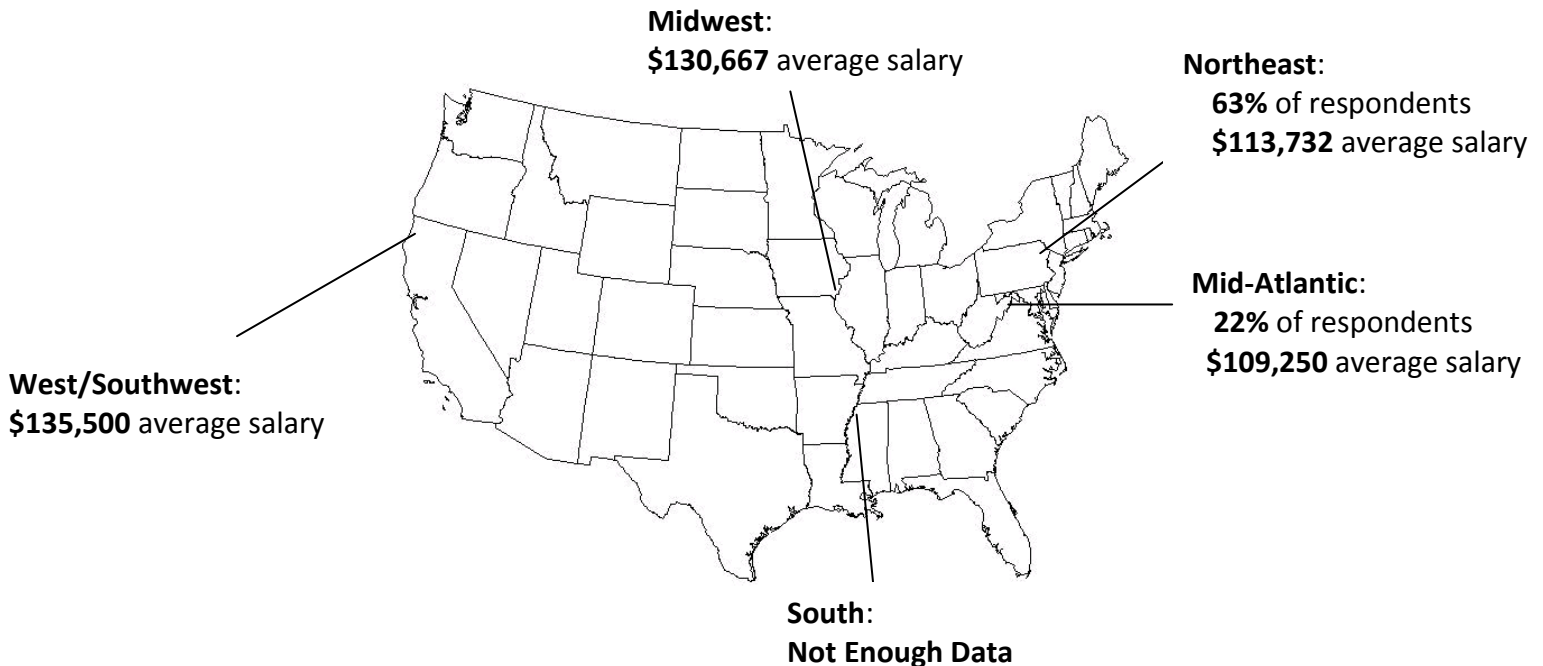 Midwest:
$130,667 average salary
Northeast:
63% of respondents
$113,732 average salary
Mid-Atlantic:
22% of respondents
$109,250 average salary
West/Southwest:
$135,500 average salary
South:
Not Enough Data